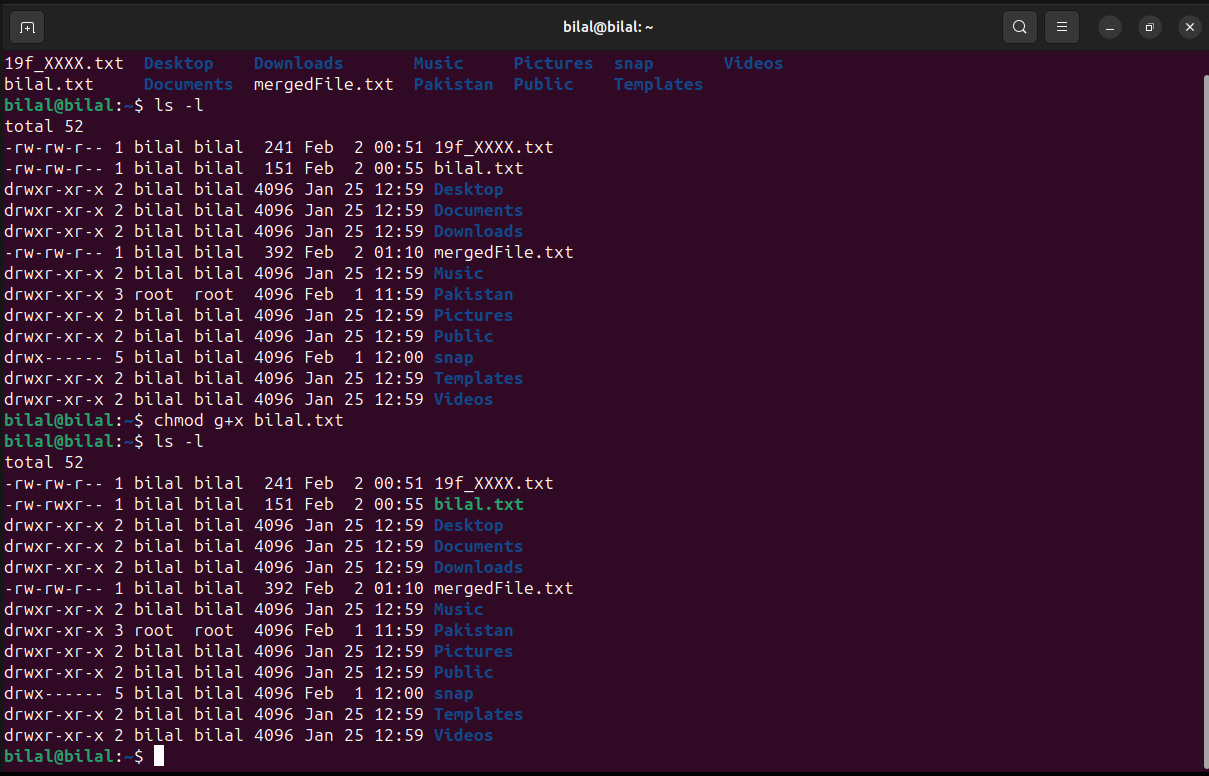 bilal@bilal: ~
19f_XXXX.txt  Desktop    Downloads       Music     Pictures  snap       Videos
bilal.txt     Documents  mergedFile.txt  Pakistan  Public    Templates
bilal@bilal:~$ ls -l
total 52
-rw-rw-r-- 1 bilal bilal  241 Feb  2 00:51 19f_XXXX.txt
-rw-rw-r-- 1 bilal bilal  151 Feb  2 00:55 bilal.txt
drwxr-xr-x 2 bilal bilal 4096 Jan 25 12:59 Desktop
drwxr-xr-x 2 bilal bilal 4096 Jan 25 12:59 Documents
drwxr-xr-x 2 bilal bilal 4096 Jan 25 12:59 Downloads
-rw-rw-r-- 1 bilal bilal  392 Feb  2 01:10 mergedFile.txt
drwxr-xr-x 2 bilal bilal 4096 Jan 25 12:59 Music
drwxr-xr-x 3 root  root  4096 Feb  1 11:59 Pakistan
drwxr-xr-x 2 bilal bilal 4096 Jan 25 12:59 Pictures
drwxr-xr-x 2 bilal bilal 4096 Jan 25 12:59 Public
drwx------ 5 bilal bilal 4096 Feb  1 12:00 snap
drwxr-xr-x 2 bilal bilal 4096 Jan 25 12:59 Templates
drwxr-xr-x 2 bilal bilal 4096 Jan 25 12:59 Videos
bilal@bilal:~$ chmod g+x bilal.txt
bilal@bilal:~$ ls -l
total 52
-rw-rw-r-- 1 bilal bilal  241 Feb  2 00:51 19f_XXXX.txt
-rw-rwxr-- 1 bilal bilal  151 Feb  2 00:55 bilal.txt
drwxr-xr-x 2 bilal bilal 4096 Jan 25 12:59 Desktop
drwxr-xr-x 2 bilal bilal 4096 Jan 25 12:59 Documents
drwxr-xr-x 2 bilal bilal 4096 Jan 25 12:59 Downloads
-rw-rw-r-- 1 bilal bilal  392 Feb  2 01:10 mergedFile.txt
drwxr-xr-x 2 bilal bilal 4096 Jan 25 12:59 Music
drwxr-xr-x 3 root  root  4096 Feb  1 11:59 Pakistan
drwxr-xr-x 2 bilal bilal 4096 Jan 25 12:59 Pictures
drwxr-xr-x 2 bilal bilal 4096 Jan 25 12:59 Public
drwx------ 5 bilal bilal 4096 Feb  1 12:00 snap
drwxr-xr-x 2 bilal bilal 4096 Jan 25 12:59 Templates
drwxr-xr-x 2 bilal bilal 4096 Jan 25 12:59 Videos
bilal@bilal:~$